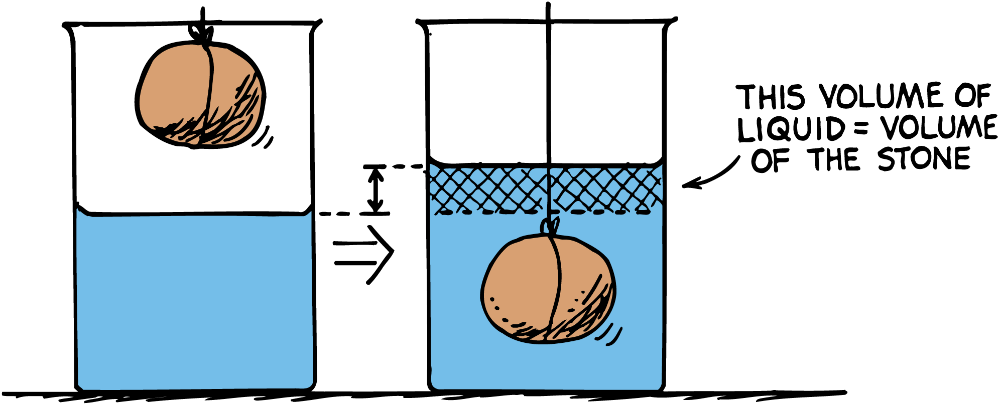 THIS VOLUME OF
LIQUID = VOLUME
OF THE STONE